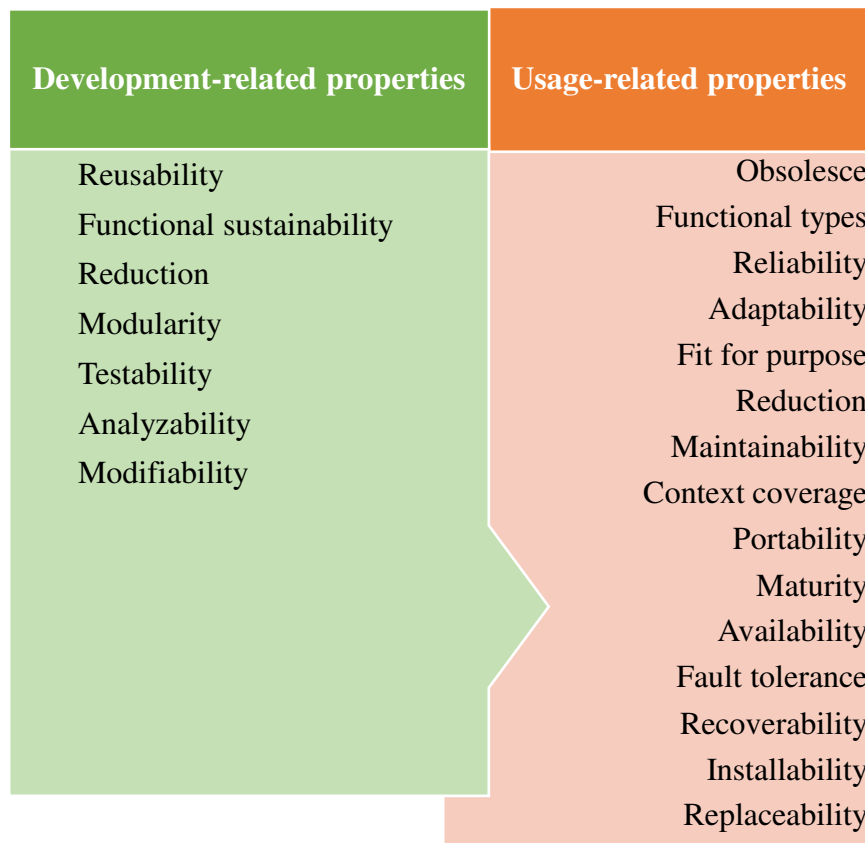 Development-related properties
Reusability
Functional sustainability
Reduction
Modularity
Testability
Analyzability
Modifiability
Usage-related properties
Obsolesce
Functional types
Reliability
Adaptability
Fit for purpose
Reduction
Maintainability
Context coverage
Portability
Maturity
Availability
Fault tolerance
Recoverability
Installability
Replaceability